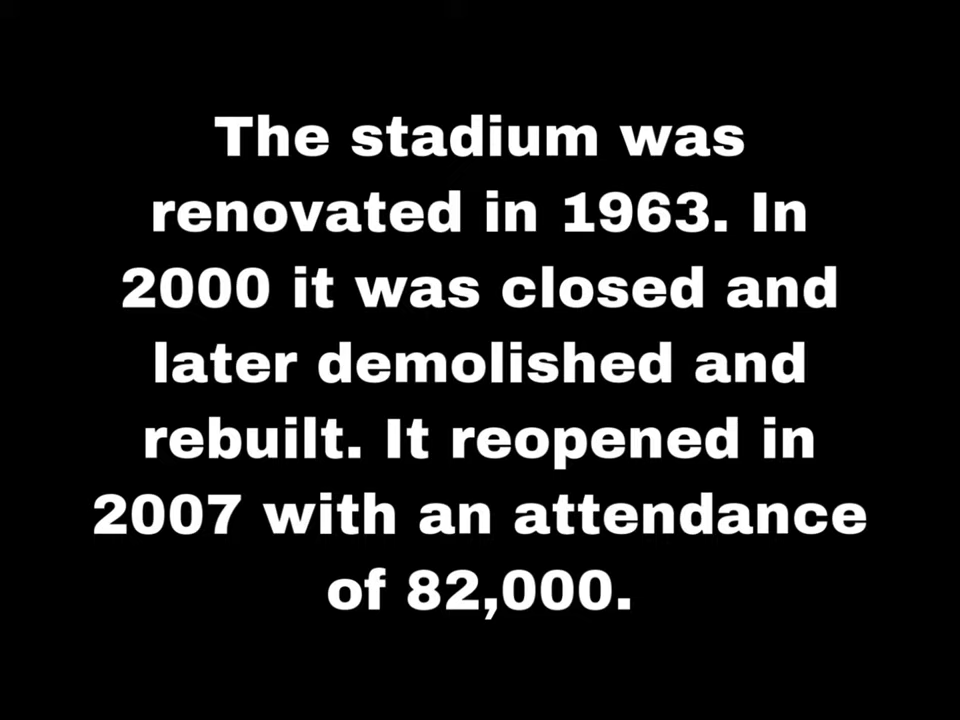 The stadium was
renovated in 1963. In
2000 it was closed and
later demolished and
rebuilt. It reopened in
2007 with an attendance
of 82,000.